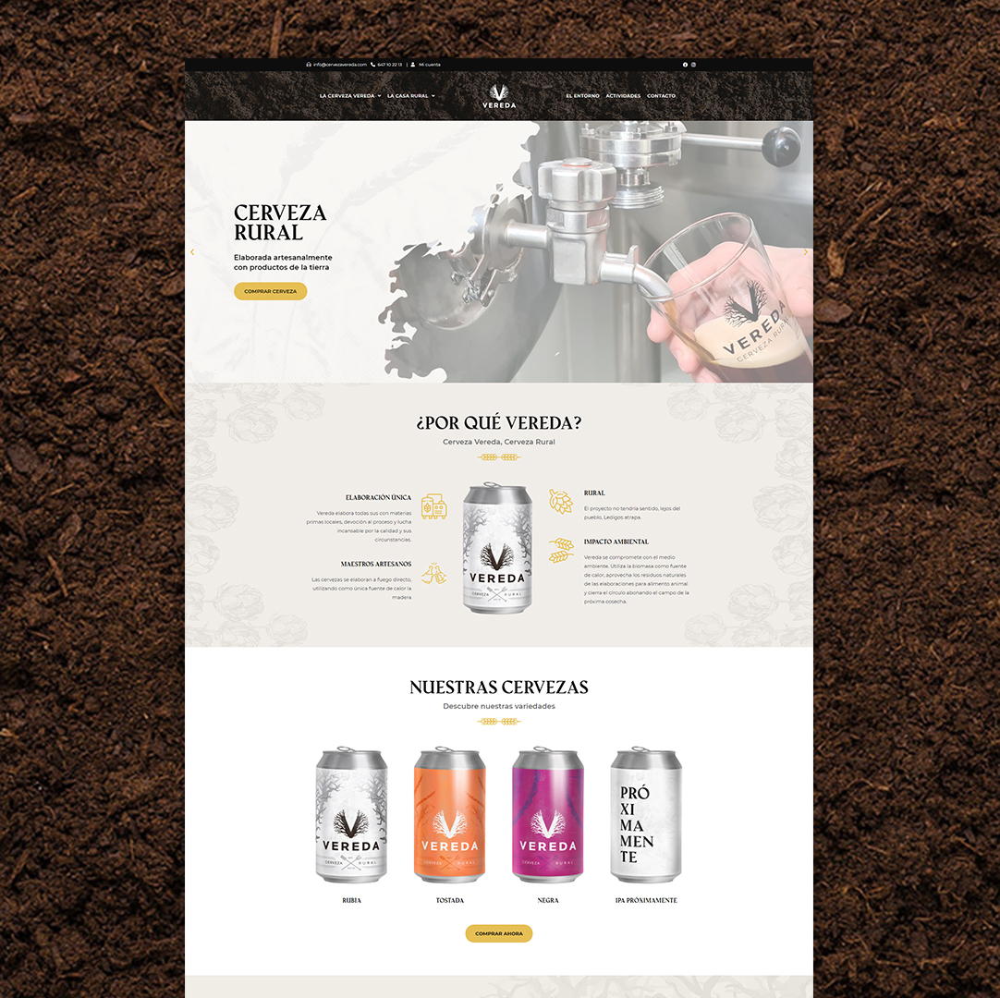 info@cervezavereda.com 647 10 22 13 | Mi cuenta
LA CERVEZA VEREDA LA CASA RURAL VEREDA EL ENTORNO ACTIVIDADES CONTACTO
CERVEZA
RURAL
Elaborada artesanalmente
con productos de la tierra
COMPRAR CERVEZA
VEREDA
CERVEZA RURAL
¿POR QUÉ VEREDA?
Cerveza Vereda, Cerveza Rural
ELABORACIÓN ÚNICA
Vereda elabora todas sus con materias
primas locales, devoción al proceso y lucha
incansable por la calidad y sus
circunstancias.
MAESTROS ARTESANOS
Las cervezas se elaboran a fuego directo,
utilizando como única fuente de calor la
madera
VEREDA
CERVEZA RURAL
RURAL
El proyecto no tendría sentido, lejos del
pueblo, Ledigos atrapa.
IMPACTO AMBIENTAL
Vereda se compromete con el medio
ambiente. Utiliza la biomasa como fuente
de calor, aprovecha los residuos naturales
de las elaboraciones para alimento animal
y cierra el círculo abonando el campo de la
próxima cosecha.
NUESTRAS CERVEZAS
Descubre nuestras variedades
VEREDA
CERVEZA RURAL
VEREDA
CERVEZA RURAL
VEREDA
CERVEZA RURAL
PRÓ
XI
MA
MEN
TE
RUBIA
TOSTADA
NEGRA
IPA PRÓXIMAMENTE
COMPRAR AHORA